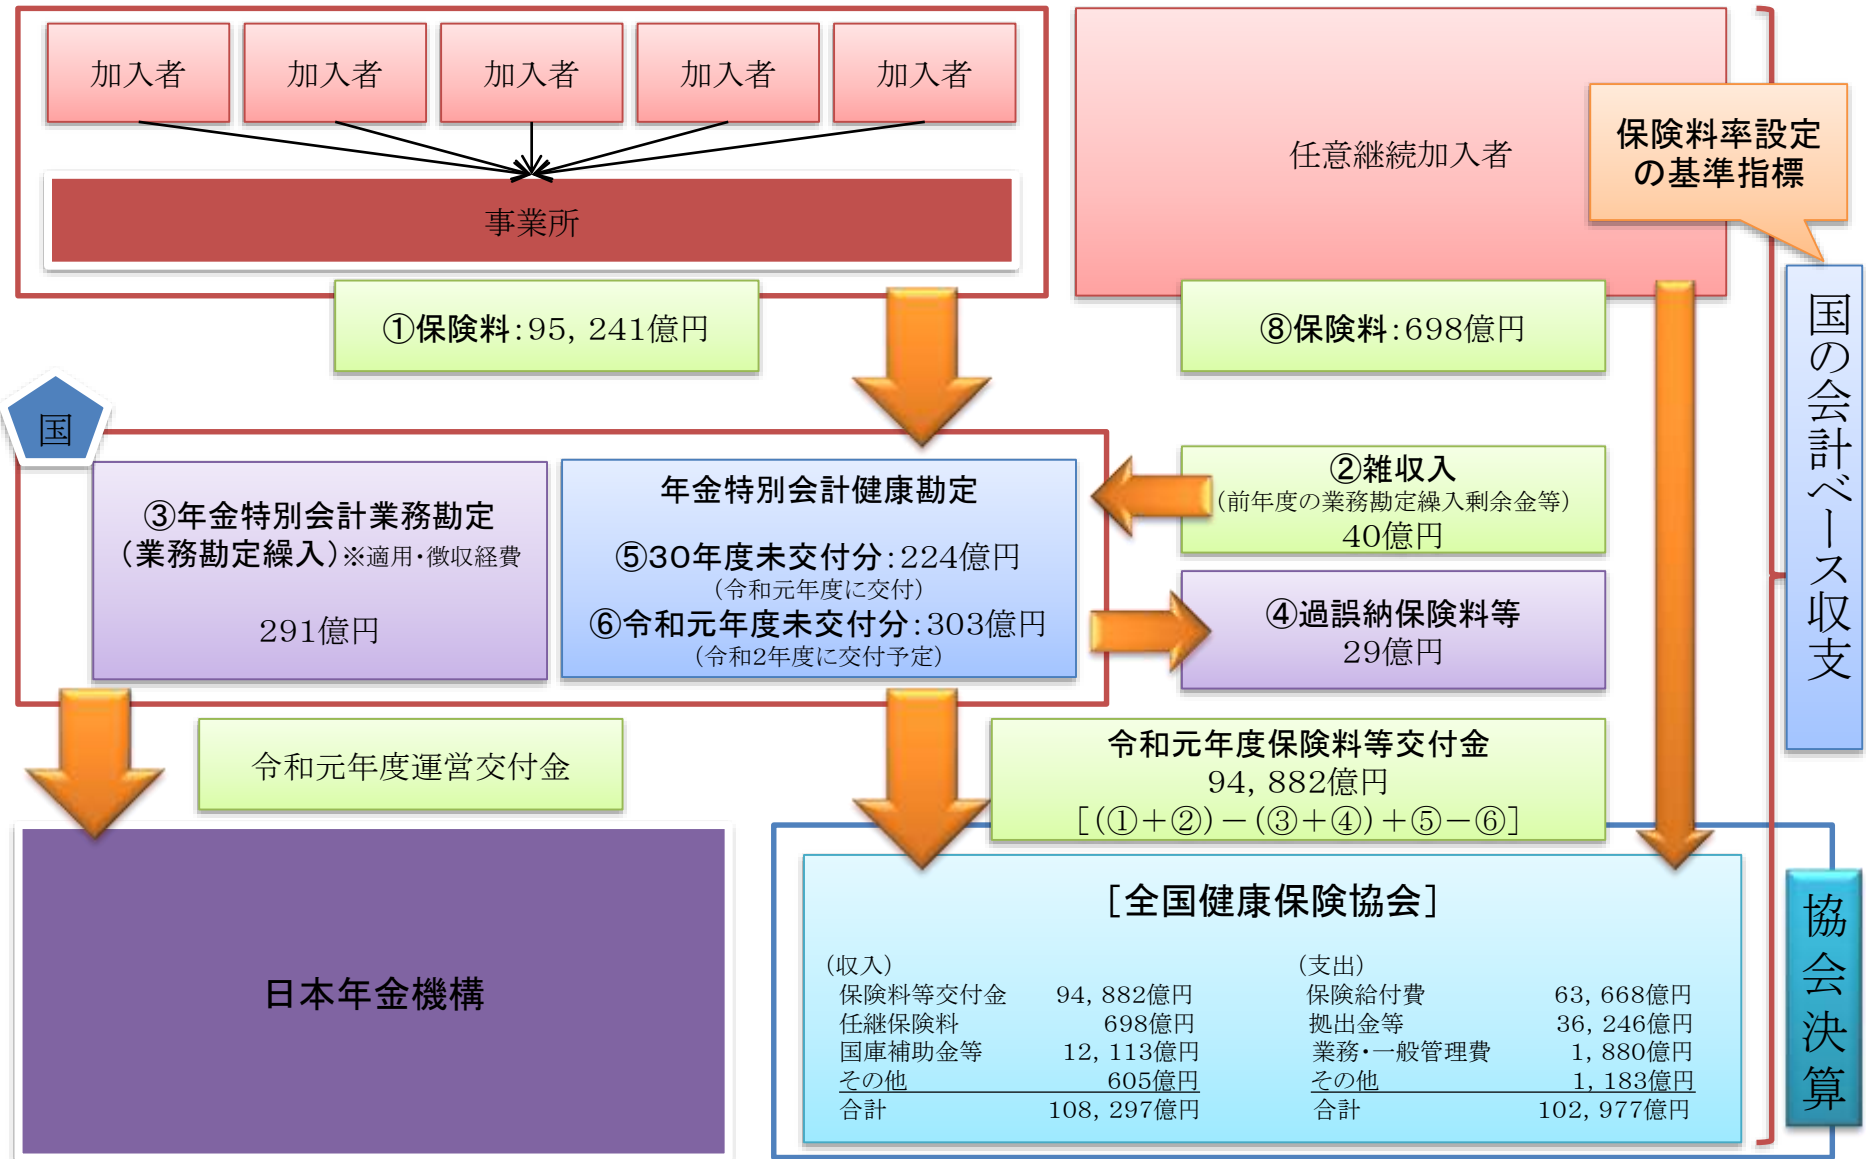 加入者
加入者
加入者
加入者
加入者
事業所
任意継続加入者
保険料率設定
の基準指標
国の会計ベース収支
①保険料：95，241億円
⑧保険料：698億円
国
③年金特別会計業務勘定
（業務勘定繰入）※適用・徴収経費
291億円
年金特別会計健康勘定
⑤30年度未交付分：224億円
（令和元年度に交付）
⑥令和元年度未交付分：303億円
（令和2年度に交付予定）
②雑収入
（前年度の業務勘定繰入剰余金等）
40億円
④過誤納保険料等
29億円
令和元年度運営交付金
令和元年度保険料等交付金
94，882億円
［（①＋②）－（③＋④）＋⑤－⑥］
日本年金機構
［全国健康保険協会］
（収入）
保険料等交付金 94，882億円
任継保険料 698億円
国庫補助金等 12，113億円
その他 605億円
合計 108，297億円
（支出）
保険給付費 63，668億円
拠出金等 36，246億円
業務・一般管理費 1，880億円
その他 1，183億円
合計 102，977億円
協会決算